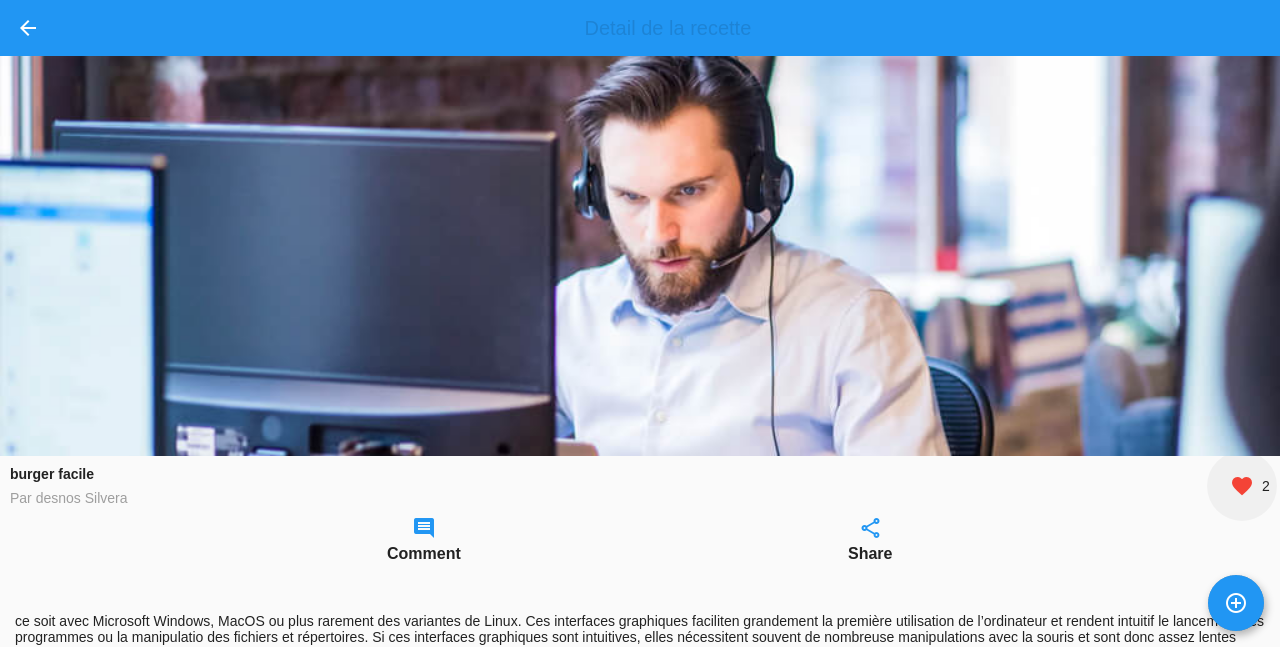 Detail de la recette
burger facile
Par desnos Silvera
2
Comment
Share
ce soit avec Microsoft Windows, MacOS ou plus rarement des variantes de Linux. Ces interfaces graphiques faciliten grandement la première utilisation de l'ordinateur et rendent intuitif le
programmes ou la manipulatio des fichiers et répertoires. Si ces interfaces graphiques sont intuitives, elles nécessitent souvent de nombreuse manipulations avec la souris et sont donc assez lentes